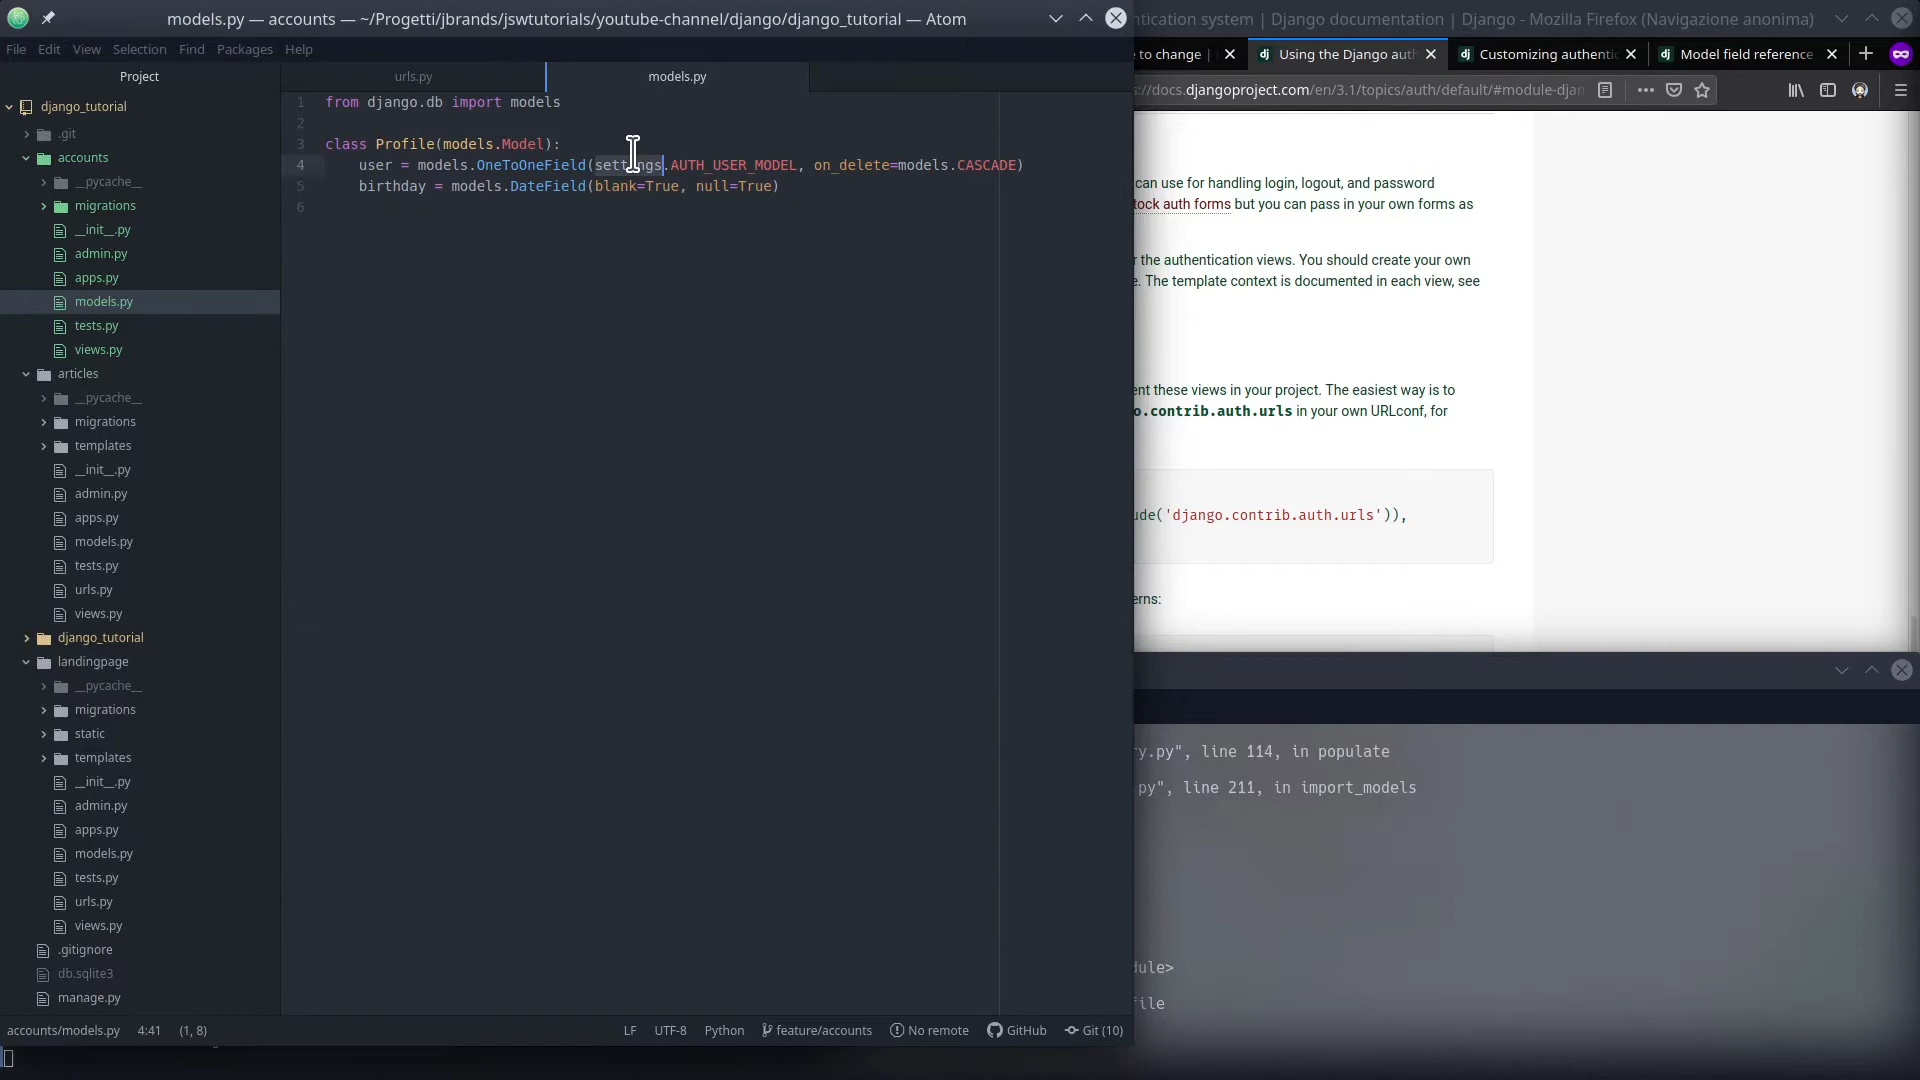 models.py — accounts — ~/Progetti/jbrands/jswtutorials/youtube-channel/django/django_tutorial — Atom
File Edit View Selection Find Packages Help
Project
django_tutorial
.git
accounts
__pycache__
migrations
__init__.py
admin.py
apps.py
models.py
tests.py
views.py
articles
__pycache__
migrations
templates
__init__.py
admin.py
apps.py
models.py
tests.py
urls.py
views.py
django_tutorial
landingpage
__pycache__
migrations
static
templates
__init__.py
admin.py
apps.py
models.py
tests.py
urls.py
views.py
.gitignore
db.sqlite3
manage.py
urls.py models.py
1 from django.db import models
2
3 class Profile(models.Model):
4 user = models.OneToOneField(settings.AUTH_USER_MODEL, on_delete=models.CASCADE)
5 birthday = models.DateField(blank=True, null=True)
6
accounts/models.py 4:41 (1, 8) LF UTF-8 Python feature/accounts No remote GitHub Git (10)
ntication system | Django documentation | Django - Mozilla Firefox (Navigazione anonima)
e to change | Using the Django aut Customizing authenti Model field reference
s://docs.djangoproject.com/en/3.1/topics/auth/default/#module-djan
can use for handling login, logout, and password
tock auth forms but you can pass in your own forms as
r the authentication views. You should create your own
e. The template context is documented in each view, see
ent these views in your project. The easiest way is to
o.contrib.auth.urls in your own URLconf, for
ude('django.contrib.auth.urls')),
erns:
ry.py", line 114, in populate
py", line 211, in import_models
dule>
file